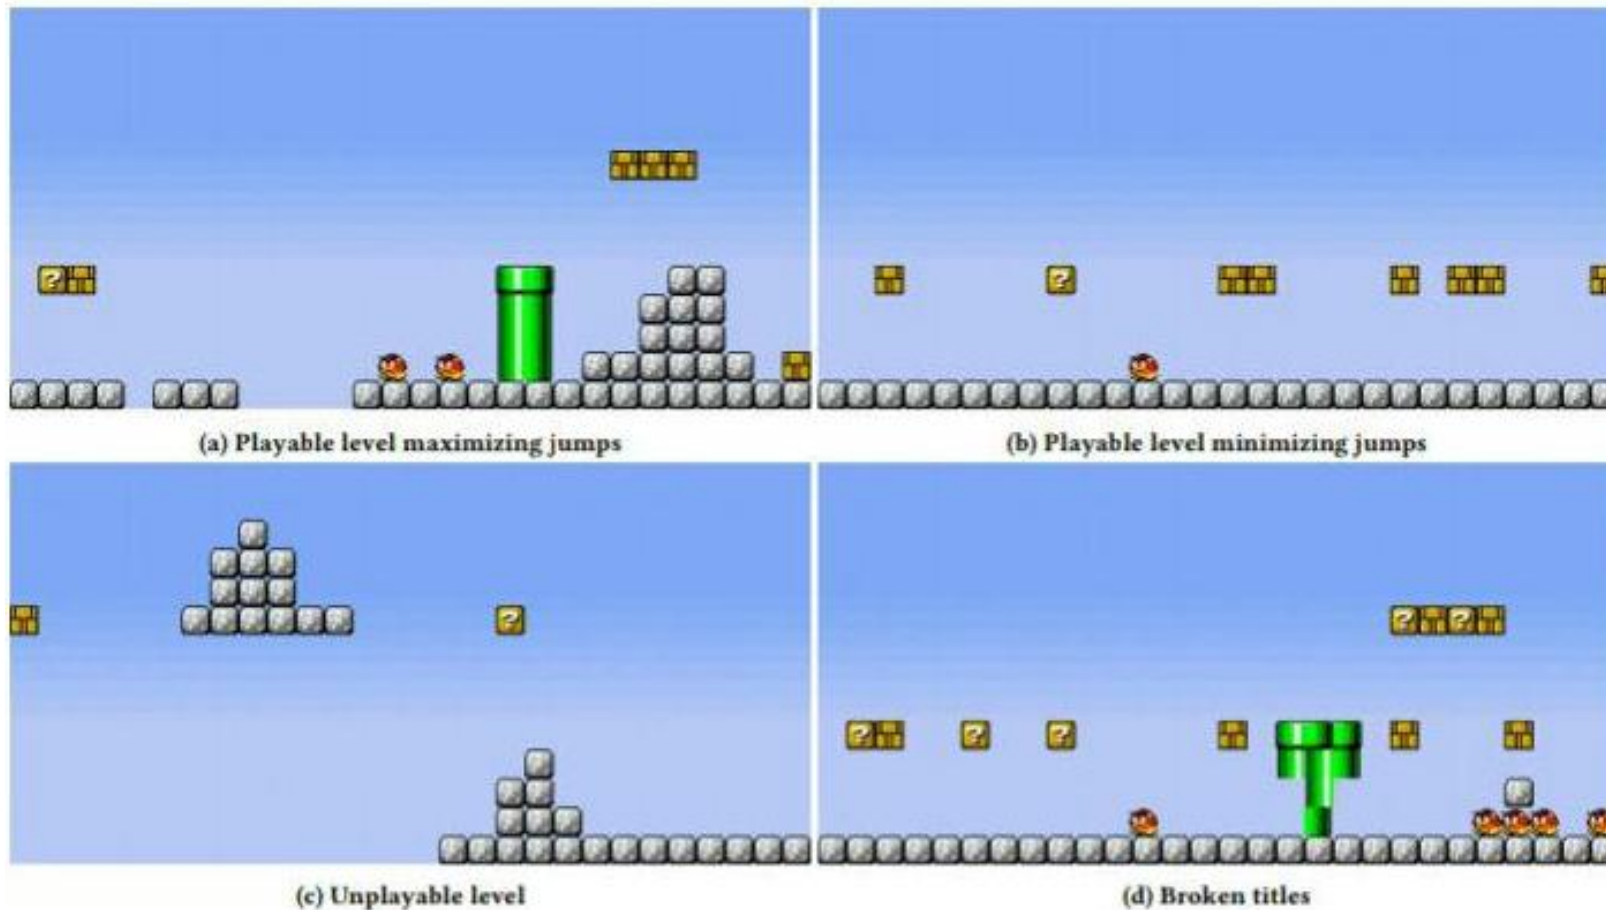 (a) Playable level maximizing jumps
(b) Playable level minimizing jumps
(c) Unplayable level
(d) Broken titles